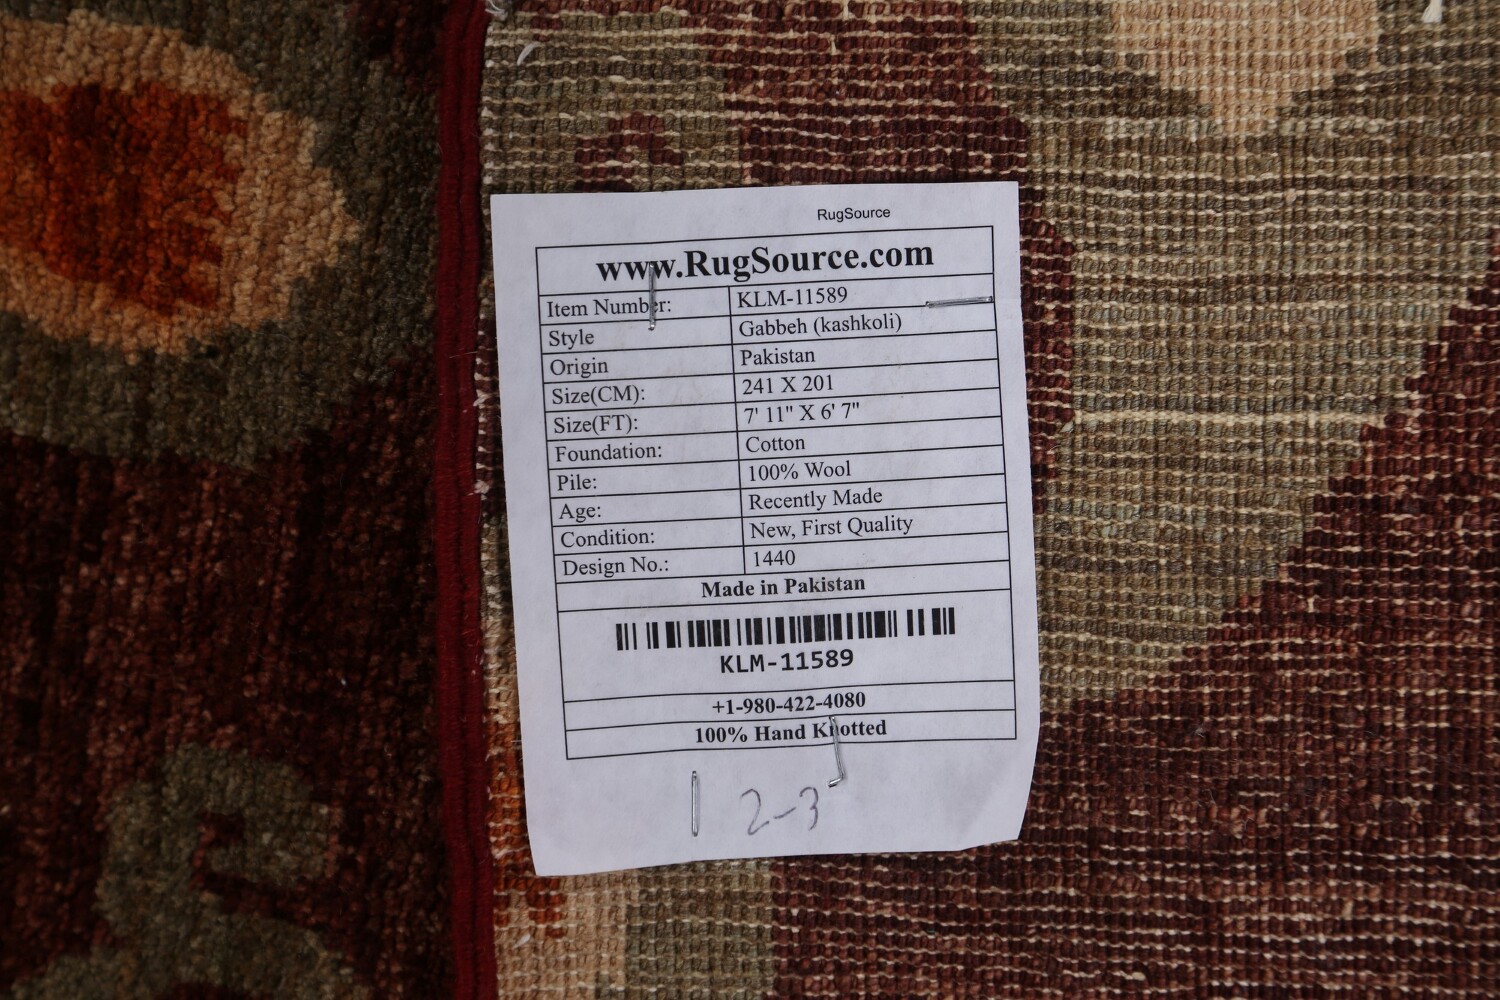 RugSource
www.RugSource.com
Item Number: KLM-11589
Style Gabbeh (kashkoli)
Origin Pakistan
Size(CM): 241 X 201
Size(FT): 7' 11" X 6' 7"
Foundation: Cotton
Pile: 100% Wool
Age: Recently Made
Condition: New, First Quality
Design No.: 1440
Made in Pakistan
KLM-11589
+1-980-422-4080
100% Hand Knotted
2-3